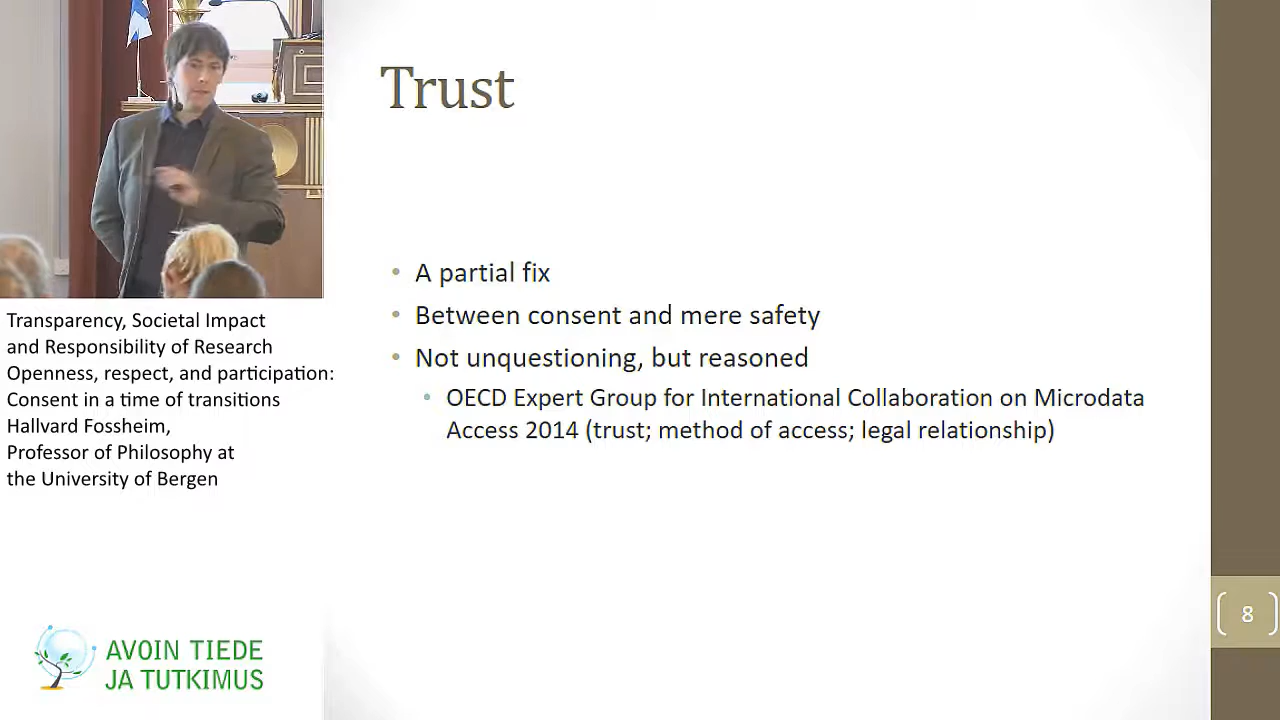 Trust
A partial fix
Between consent and mere safety
Not unquestioning, but reasoned
OECD Expert Group for International Collaboration on Microdata
Access 2014 (trust; method of access; legal relationship)
Transparency, Societal Impact
and Responsibility of Research
Openness, respect, and participation:
Consent in a time of transitions
Hallvard Fossheim,
Professor of Philosophy at
the University of Bergen
AVOIN TIEDE
JA TUTKIMUS
8